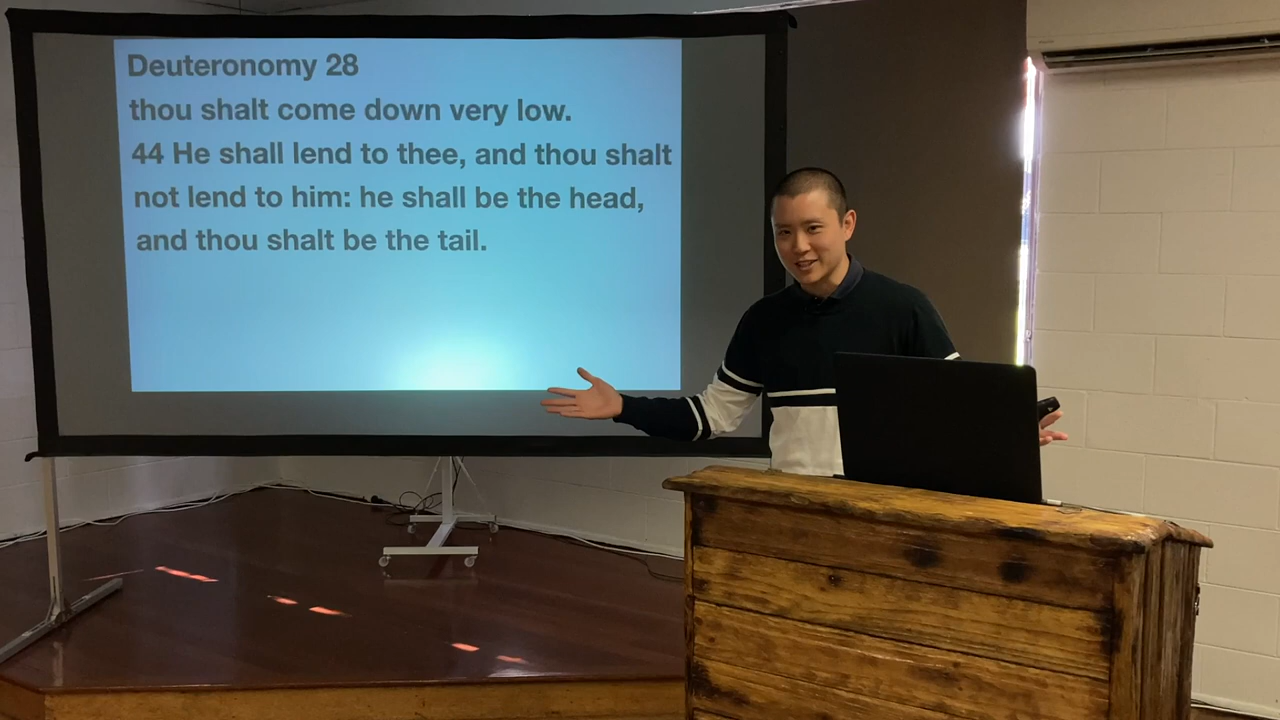 Deuteronomy 28
thou shalt come down very low.
44 He shall lend to thee, and thou shalt
not lend to him: he shall be the head,
and thou shalt be the tail.